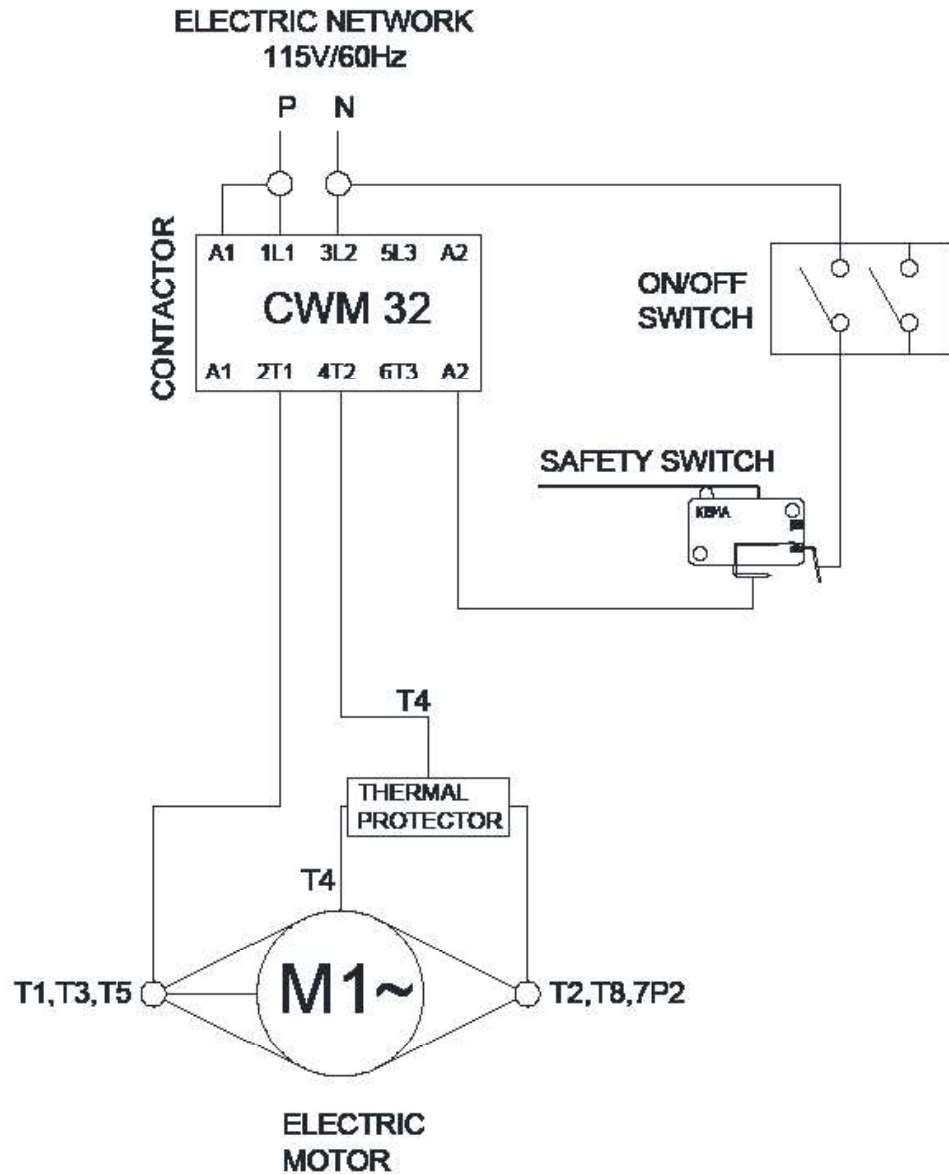 ELECTRIC NETWORK
115V/60Hz
P N
CONTACTOR
A1 1L1 3L2 5L3 A2
CWM 32
A1 2T1 4T2 6T3 A2
ON/OFF
SWITCH
SAFETY SWITCH
KEMA
T4
THERMAL
PROTECTOR
T4
T1,T3,T5
M1~
T2,T8,7P2
ELECTRIC
MOTOR